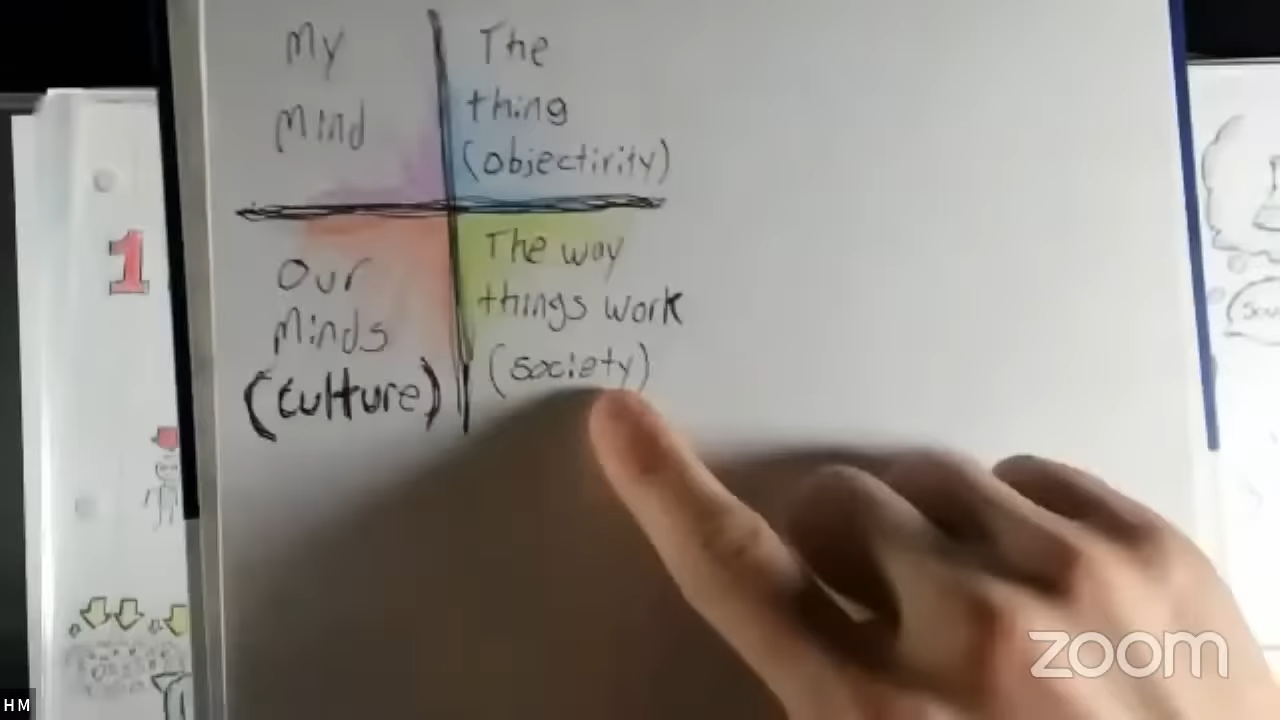 My
Mind
The
thing
(objectivity)
Our
Minds
(culture)
The way
things work
(society)
1
HM
zoom